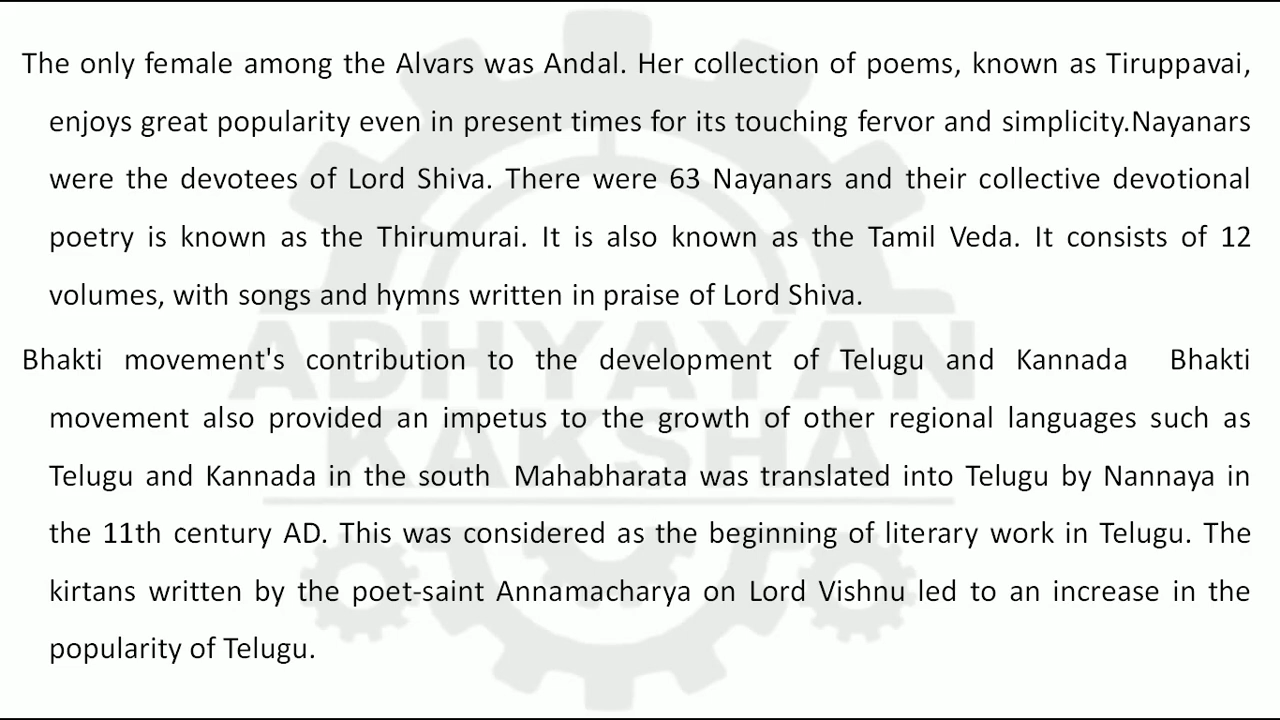 The only female among the Alvars was Andal. Her collection of poems, known as Tiruppavai,
enjoys great popularity even in present times for its touching fervor and simplicity.Nayanars
were the devotees of Lord Shiva. There were 63 Nayanars and their collective devotional
poetry is known as the Thirumurai. It is also known as the Tamil Veda. It consists of 12
volumes, with songs and hymns written in praise of Lord Shiva.
Bhakti movement's contribution to the development of Telugu and Kannada  Bhakti
movement also provided an impetus to the growth of other regional languages such as
Telugu and Kannada in the south  Mahabharata was translated into Telugu by Nannaya in
the 11th century AD. This was considered as the beginning of literary work in Telugu. The
kirtans written by the poet-saint Annamacharya on Lord Vishnu led to an increase in the
popularity of Telugu.
ADHYAYAN
KAKSHA